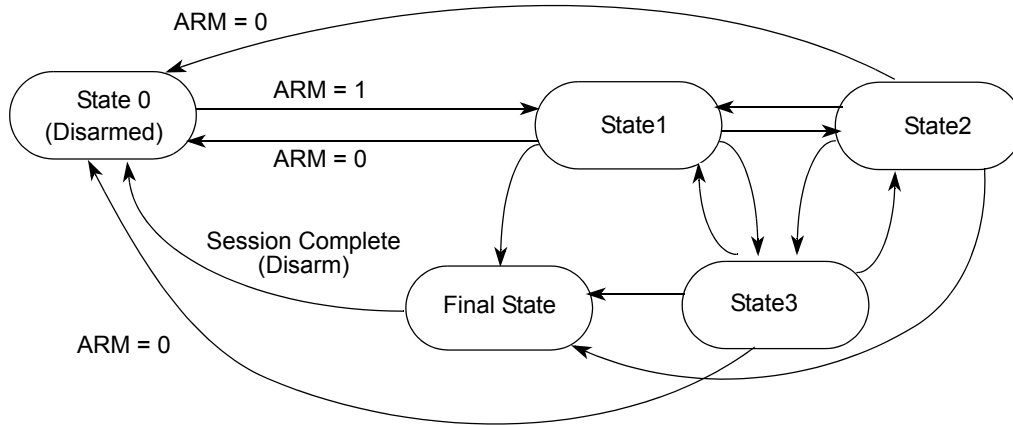 ARM = 0
State 0
(Disarmed)
ARM = 1
ARM = 0
State1
State2
Session Complete
(Disarm)
Final State
State3
ARM = 0